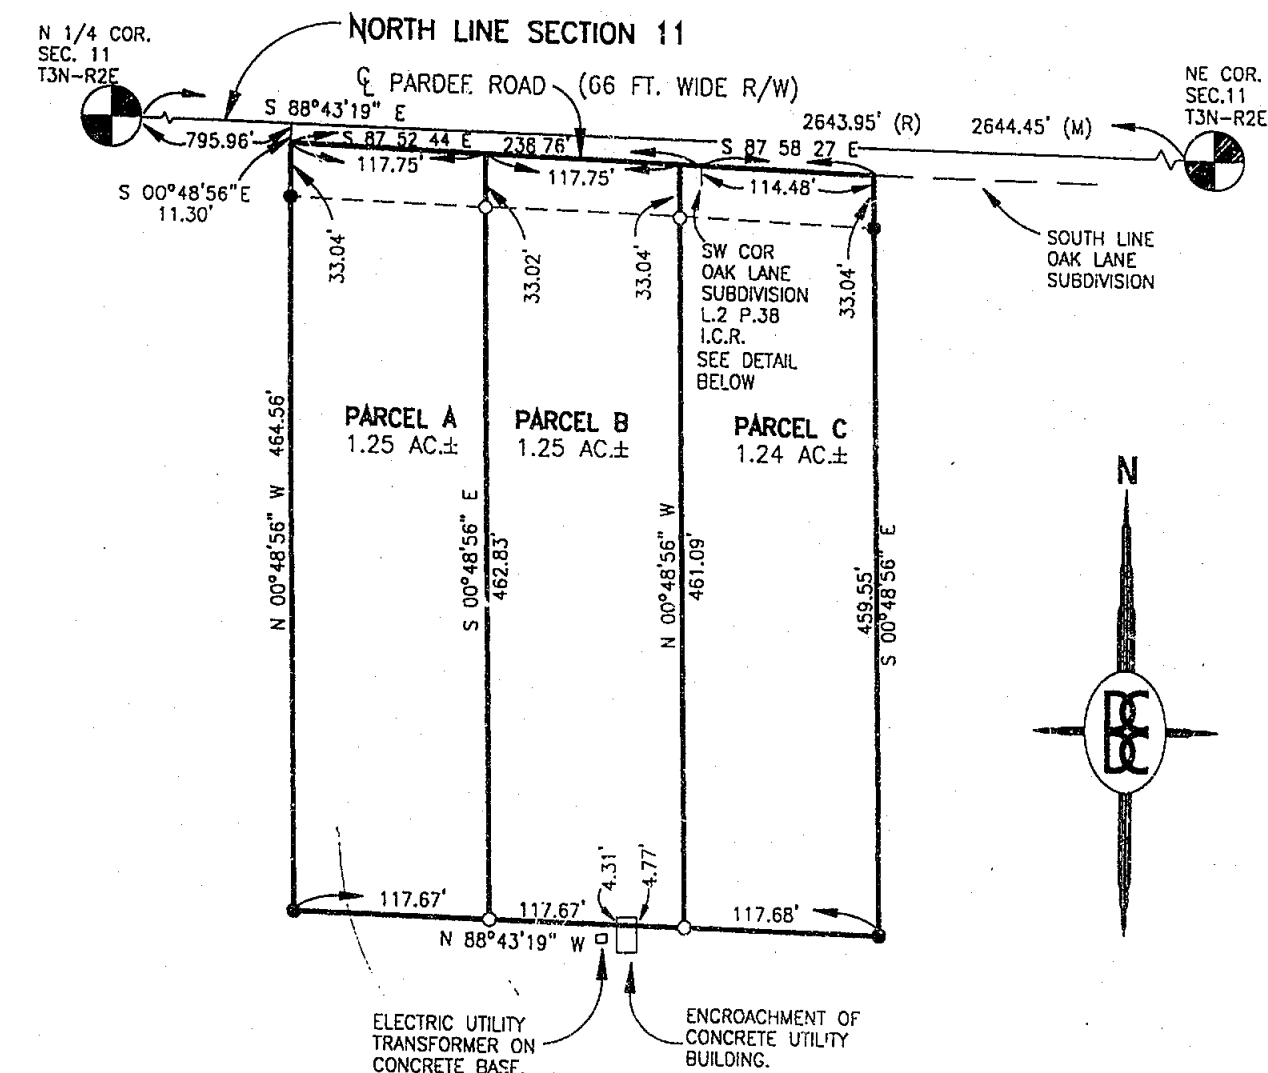 N 1/4 COR.
SEC. 11
T3N-R2E
NORTH LINE SECTION 11
℄ PARDEE ROAD (66 FT. WIDE R/W)
NE COR.
SEC.11
T3N-R2E
S 88°43'19" E
2643.95' (R)
2644.45' (M)
795.96'
S 87 52 44 E
238.76'
S 87 58 27 E
117.75'
117.75'
114.48'
S 00°48'56"E
11.30'
33.04'
33.02'
33.04'
33.04'
SW COR
OAK LANE
SUBDIVISION
L.2 P.38
I.C.R.
SEE DETAIL
BELOW
SOUTH LINE
OAK LANE
SUBDIVISION
PARCEL A
1.25 AC.±
PARCEL B
1.25 AC.±
PARCEL C
1.24 AC.±
N 00°48'56" W 464.56'
S 00°48'56" E
462.83'
N 00°48'56" W
461.09'
459.55'
S 00°48'56" E
N
117.67'
117.67'
4.31'
4.77'
117.68'
N 88°43'19" W
ELECTRIC UTILITY
TRANSFORMER ON
CONCRETE BASE.
ENCROACHMENT OF
CONCRETE UTILITY
BUILDING.